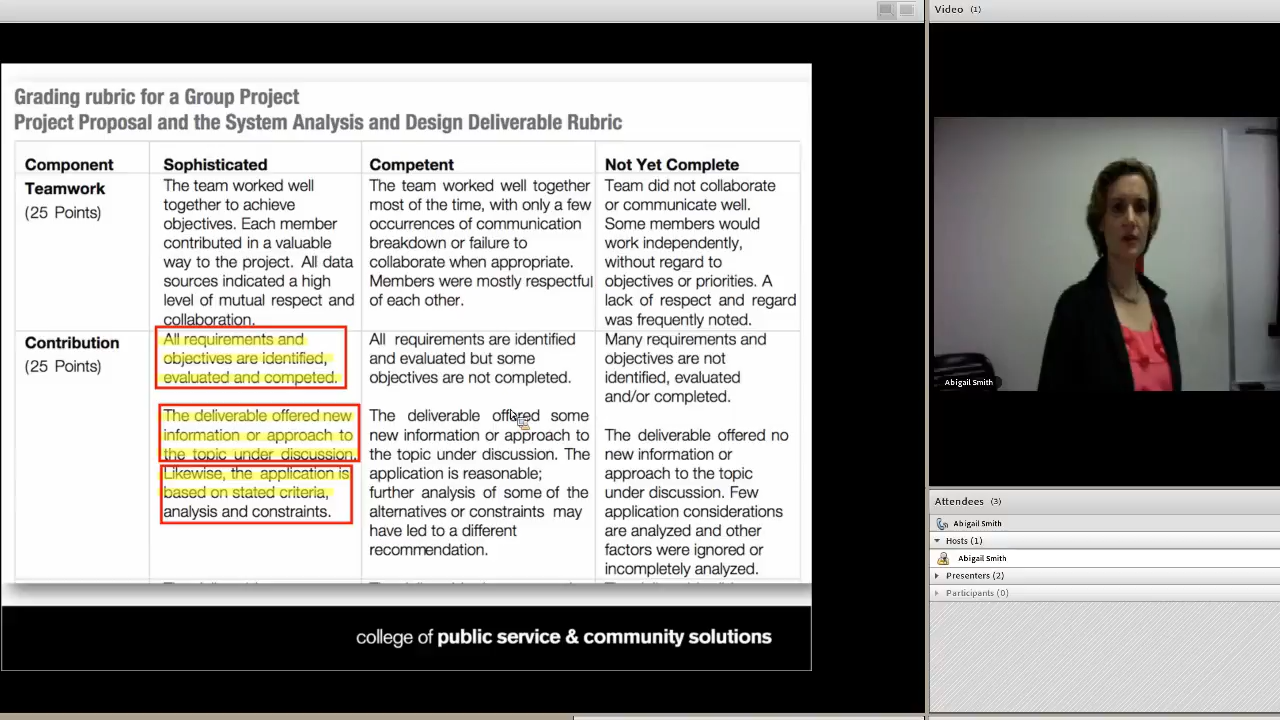 Video (1)
Grading rubric for a Group Project
Project Proposal and the System Analysis and Design Deliverable Rubric
Component
Sophisticated
Competent
Not Yet Complete
Teamwork
(25 Points)
The team worked well
together to achieve
objectives. Each member
contributed in a valuable
way to the project. All data
sources indicated a high
level of mutual respect and
collaboration.
The team worked well together
most of the time, with only a few
occurrences of communication
breakdown or failure to
collaborate when appropriate.
Members were mostly respectful
of each other.
Team did not collaborate
or communicate well.
Some members would
work independently,
without regard to
objectives or priorities. A
lack of respect and regard
was frequently noted.
Contribution
(25 Points)
All requirements and
objectives are identified,
evaluated and competed.
The deliverable offered new
information or approach to
the topic under discussion.
Likewise, the application is
based on stated criteria,
analysis and constraints.
All requirements are identified
and evaluated but some
objectives are not completed.
The deliverable offered some
new information or approach to
the topic under discussion. The
application is reasonable;
further analysis of some of the
alternatives or constraints may
have led to a different
recommendation.
Many requirements and
objectives are not
identified, evaluated
and/or completed.
The deliverable offered no
new information or
approach to the topic
under discussion. Few
application considerations
are analyzed and other
factors were ignored or
incompletely analyzed.
college of public service & community solutions
Abigail Smith
Attendees (3)
Abigail Smith
Hosts (1)
Abigail Smith
Presenters (2)
Participants (0)